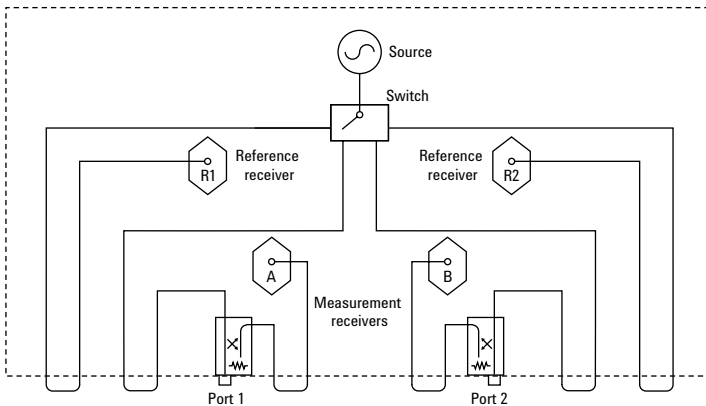 Source
Switch
Reference
receiver
R1
Reference
receiver
R2
A
B
Measurement
receivers
Port 1
Port 2